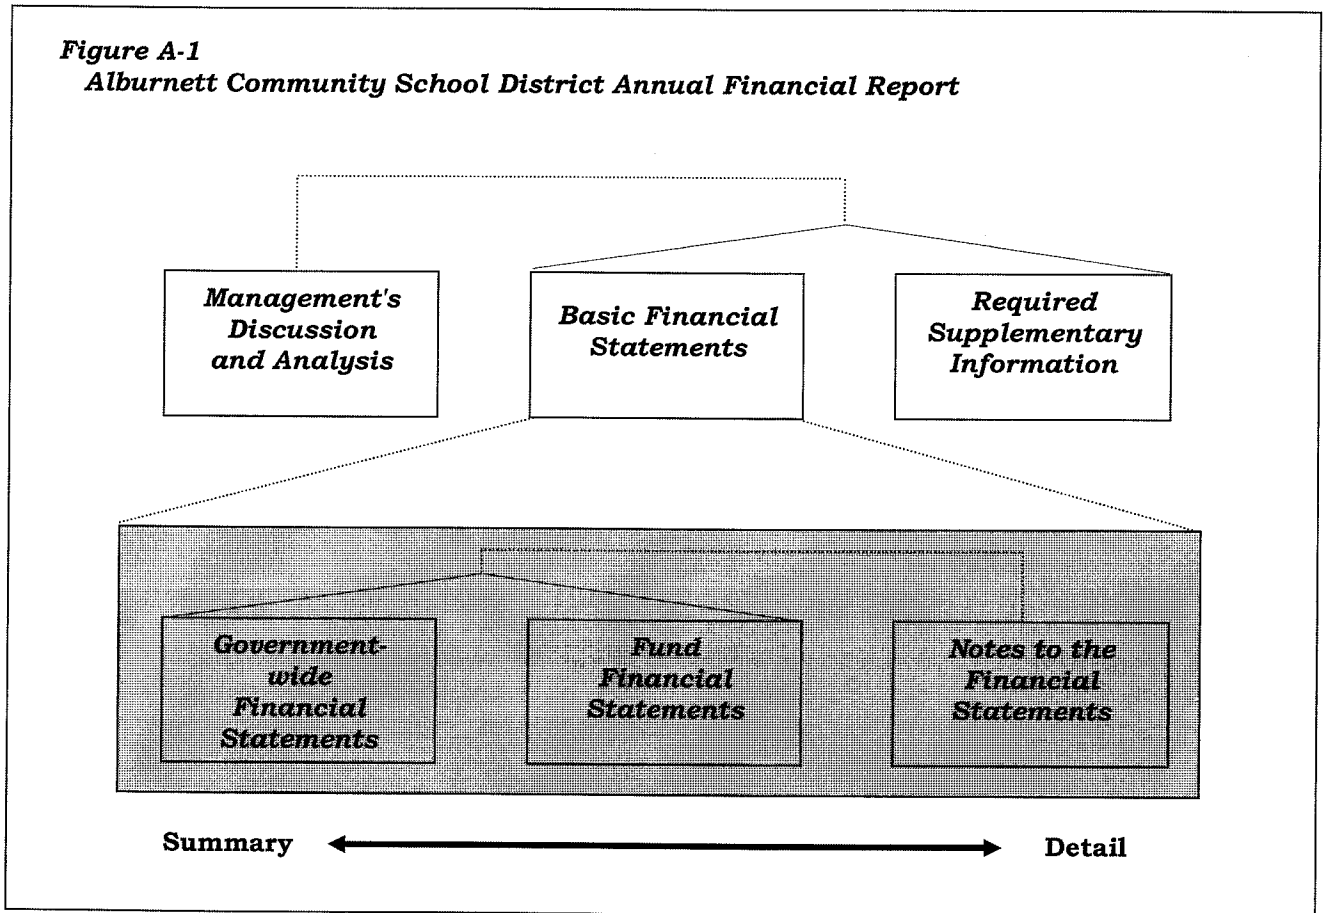 Figure A-1
Alburnett Community School District Annual Financial Report
Management's
Discussion
and Analysis
Basic Financial
Statements
Required
Supplementary
Information
Government-
wide
Financial
Statements
Fund
Financial
Statements
Notes to the
Financial
Statements
Summary
Detail